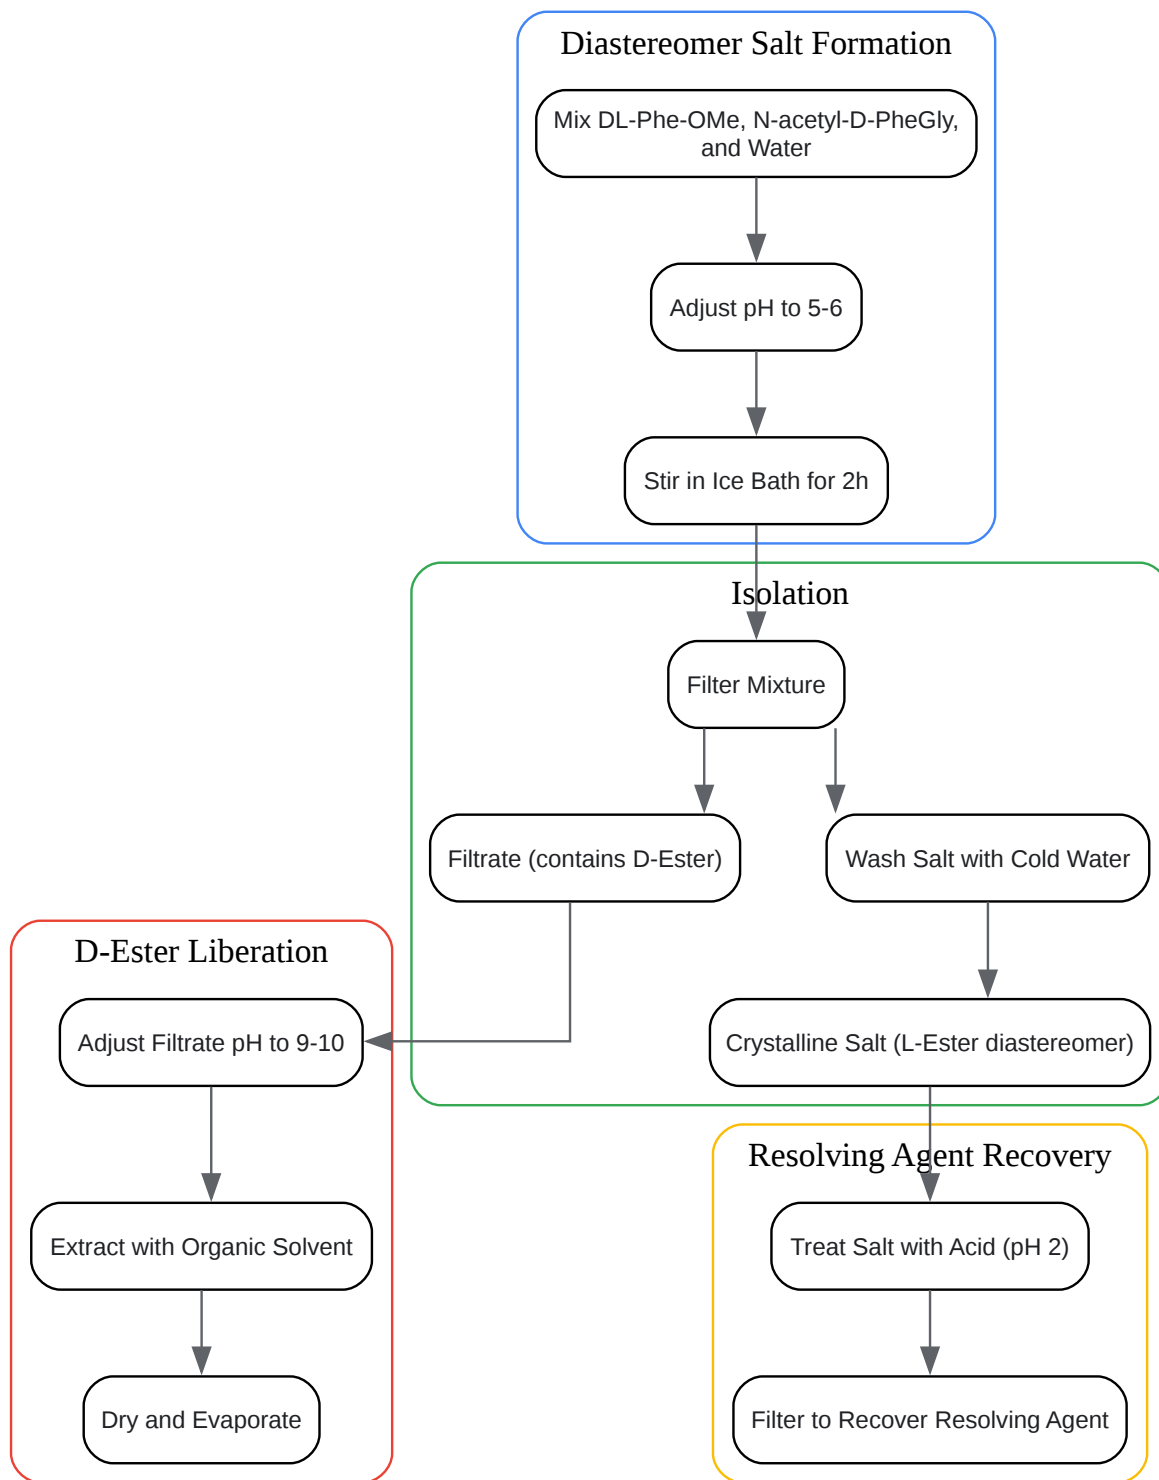 Diastereomer Salt Formation
Mix DL-Phe-OMe, N-acetyl-D-PheGly,
and Water
Adjust pH to 5-6
Stir in Ice Bath for 2h
Isolation
Filter Mixture
Filtrate (contains D-Ester)
Wash Salt with Cold Water
Crystalline Salt (L-Ester diastereomer)
D-Ester Liberation
Adjust Filtrate pH to 9-10
Extract with Organic Solvent
Dry and Evaporate
Resolving Agent Recovery
Treat Salt with Acid (pH 2)
Filter to Recover Resolving Agent